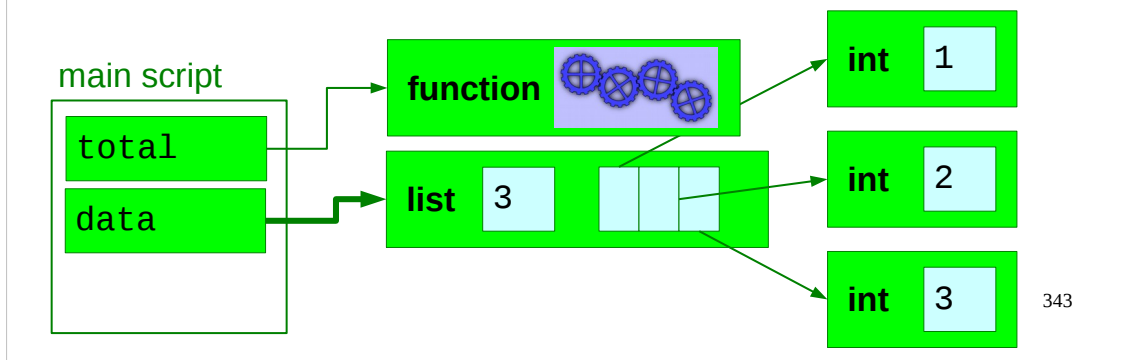 main script
total
data
function
list 3
int 1
int 2
int 3
343